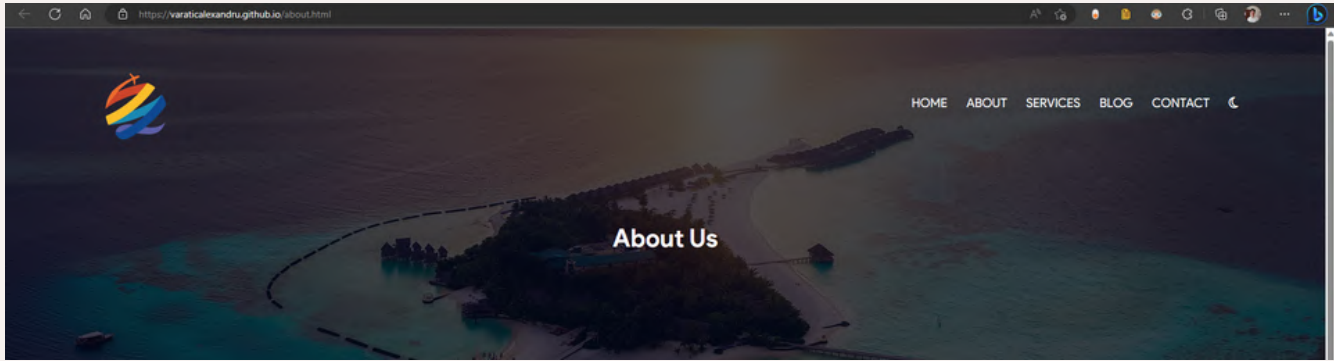 https://varaticalexandru.github.io/about.html
HOME ABOUT SERVICES BLOG CONTACT
About Us